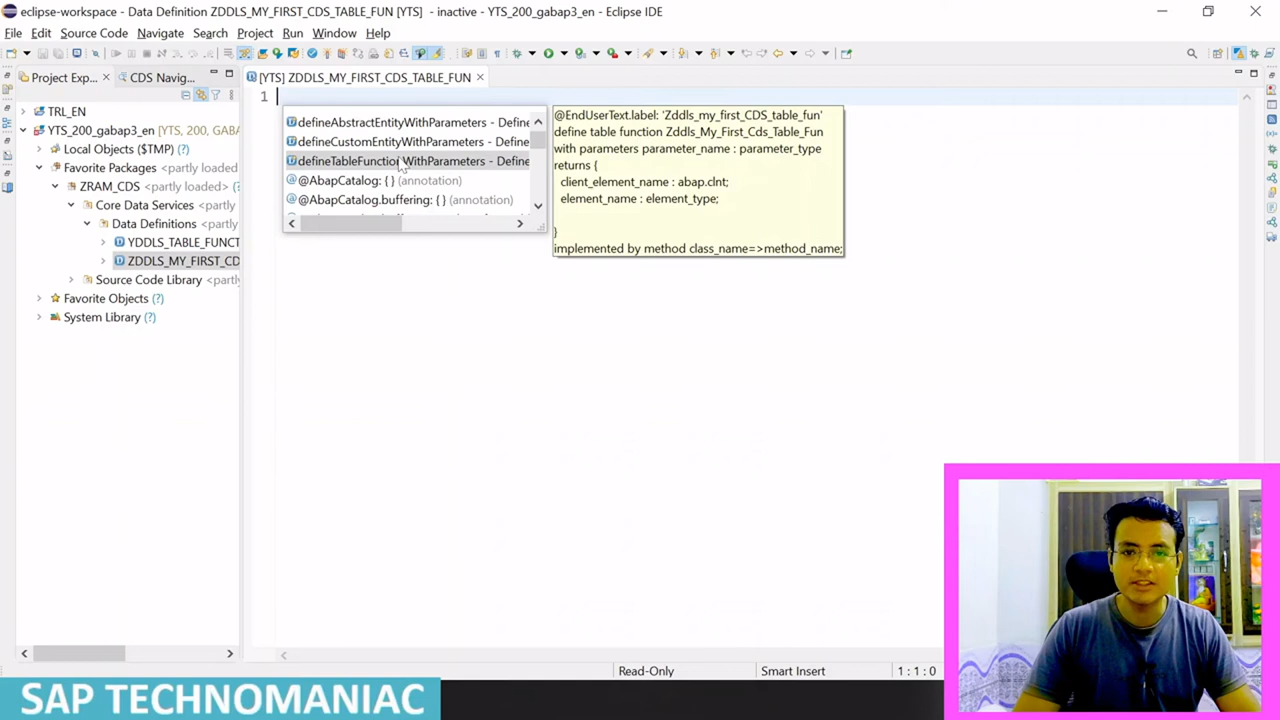 eclipse-workspace - Data Definition ZDDLS_MY_FIRST_CDS_TABLE_FUN [YTS] - inactive - YTS_200_gabap3_en - Eclipse IDE
File Edit Source Code Navigate Search Project Run Window Help
Project Exp... CDS Navig...
[YTS] ZDDLS_MY_FIRST_CDS_TABLE_FUN
TRL_EN
YTS_200_gabap3_en [YTS, 200, GABA
Local Objects ($TMP) (?)
Favorite Packages (partly loaded)
ZRAM_CDS (partly loaded)
Core Data Services
Data Definitions
YDDLS_TABLE_FUNCT
ZDDLS_MY_FIRST_CD
Source Code Library (partly
Favorite Objects (?)
System Library (?)
1
defineAbstractEntityWithParameters - Define
defineCustomEntityWithParameters - Define
defineTableFunctionWithParameters - Define
@AbapCatalog: { } (annotation)
@AbapCatalog.buffering: { } (annotation)
@EndUserText.label: 'Zddls_my_first_CDS_table_fun'
define table function Zddls_My_First_Cds_Table_Fun
with parameters parameter_name : parameter_type
returns {
client_element_name : abap.clnt;
element_name : element_type;
}
implemented by method class_name=>method_name;
Read-Only Smart Insert 1 : 1 : 0
SAP TECHNOMANIAC